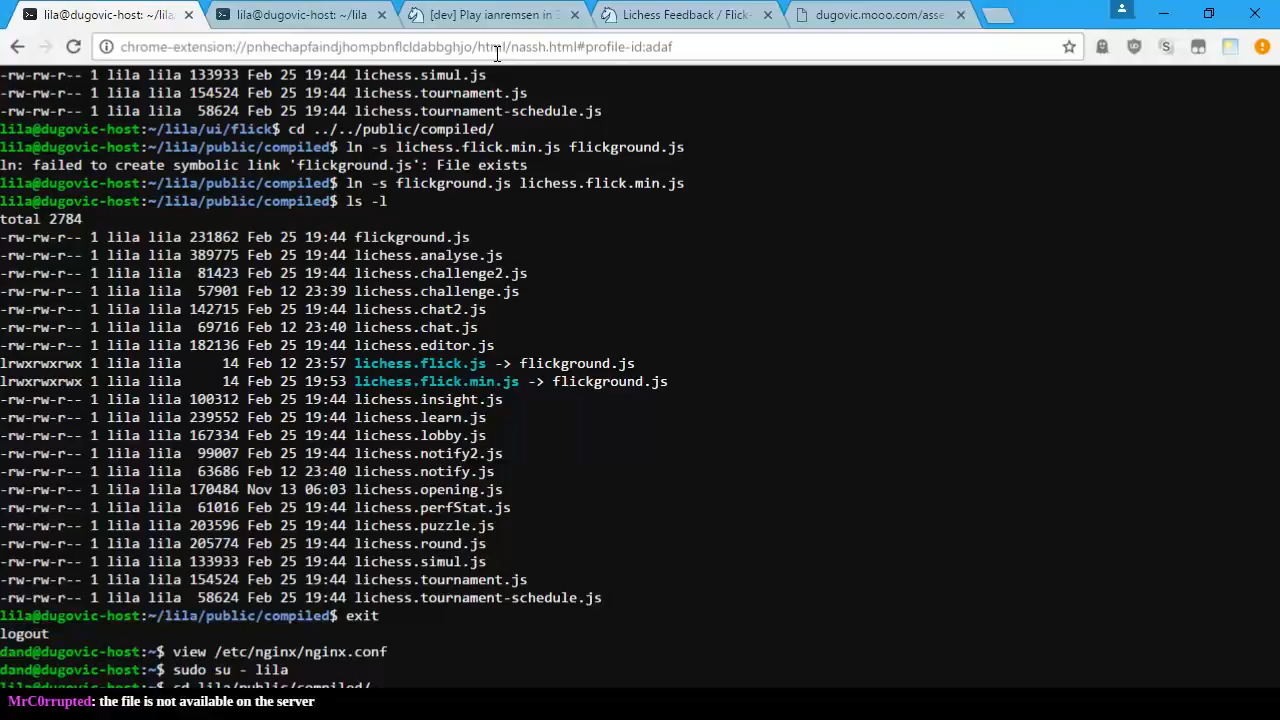 lila@dugovic-host: ~/lila
lila@dugovic-host: ~/lila
[dev] Play ianremsen in 3
Lichess Feedback / Flick-
dugovic.mooo.com/asse
chrome-extension://pnhechapfaindjhompbnflcldabbghjo/html/nassh.html#profile-id:adaf
-rw-rw-r-- 1 lila lila 133933 Feb 25 19:44 lichess.simul.js
-rw-rw-r-- 1 lila lila 154524 Feb 25 19:44 lichess.tournament.js
-rw-rw-r-- 1 lila lila  58624 Feb 25 19:44 lichess.tournament-schedule.js
lila@dugovic-host:~/lila/ui/flick$ cd ../../public/compiled/
lila@dugovic-host:~/lila/public/compiled$ ln -s lichess.flick.min.js flickground.js
ln: failed to create symbolic link 'flickground.js': File exists
lila@dugovic-host:~/lila/public/compiled$ ln -s flickground.js lichess.flick.min.js
lila@dugovic-host:~/lila/public/compiled$ ls -l
total 2784
-rw-rw-r-- 1 lila lila 231862 Feb 25 19:44 flickground.js
-rw-rw-r-- 1 lila lila 389775 Feb 25 19:44 lichess.analyse.js
-rw-rw-r-- 1 lila lila  81423 Feb 25 19:44 lichess.challenge2.js
-rw-rw-r-- 1 lila lila  57901 Feb 12 23:39 lichess.challenge.js
-rw-rw-r-- 1 lila lila 142715 Feb 25 19:44 lichess.chat2.js
-rw-rw-r-- 1 lila lila  69716 Feb 12 23:40 lichess.chat.js
-rw-rw-r-- 1 lila lila 182136 Feb 25 19:44 lichess.editor.js
lrwxrwxrwx 1 lila lila     14 Feb 12 23:57 lichess.flick.js -> flickground.js
lrwxrwxrwx 1 lila lila     14 Feb 25 19:53 lichess.flick.min.js -> flickground.js
-rw-rw-r-- 1 lila lila 100312 Feb 25 19:44 lichess.insight.js
-rw-rw-r-- 1 lila lila 239552 Feb 25 19:44 lichess.learn.js
-rw-rw-r-- 1 lila lila 167334 Feb 25 19:44 lichess.lobby.js
-rw-rw-r-- 1 lila lila  99007 Feb 25 19:44 lichess.notify2.js
-rw-rw-r-- 1 lila lila  63686 Feb 12 23:40 lichess.notify.js
-rw-rw-r-- 1 lila lila 170484 Nov 13 06:03 lichess.opening.js
-rw-rw-r-- 1 lila lila  61016 Feb 25 19:44 lichess.perfStat.js
-rw-rw-r-- 1 lila lila 203596 Feb 25 19:44 lichess.puzzle.js
-rw-rw-r-- 1 lila lila 205774 Feb 25 19:44 lichess.round.js
-rw-rw-r-- 1 lila lila 133933 Feb 25 19:44 lichess.simul.js
-rw-rw-r-- 1 lila lila 154524 Feb 25 19:44 lichess.tournament.js
-rw-rw-r-- 1 lila lila  58624 Feb 25 19:44 lichess.tournament-schedule.js
lila@dugovic-host:~/lila/public/compiled$ exit
logout
dand@dugovic-host:~$ view /etc/nginx/nginx.conf
dand@dugovic-host:~$ sudo su - lila
lila@dugovic-host:~$ cd lila/public/compiled/
MrC0rrupted: the file is not available on the server